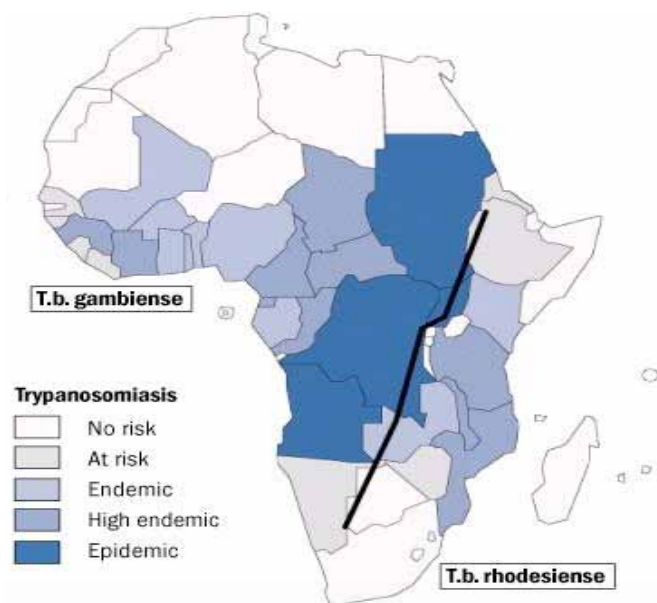 T.b. gambiense
Trypanosomiasis
No risk
At risk
Endemic
High endemic
Epidemic
T.b. rhodesiense